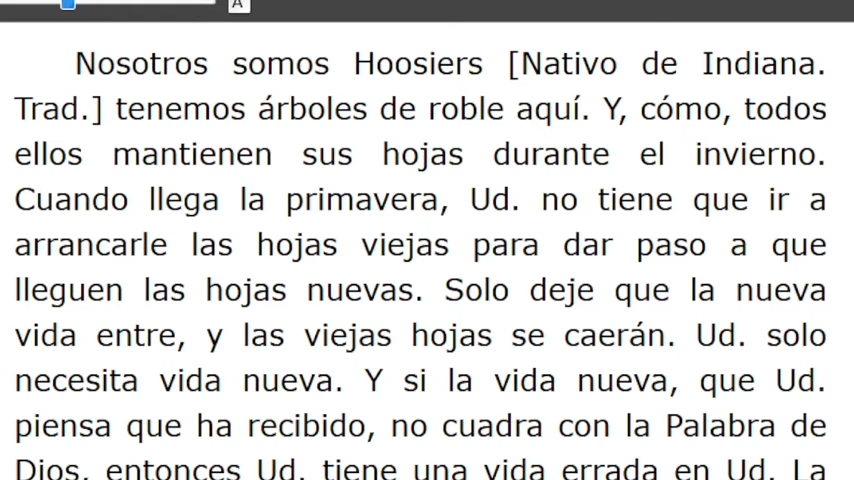 A
Nosotros somos Hoosiers [Nativo de Indiana.
Trad.] tenemos árboles de roble aquí. Y, cómo, todos
ellos mantienen sus hojas durante el invierno.
Cuando llega la primavera, Ud. no tiene que ir a
arrancarle las hojas viejas para dar paso a que
lleguen las hojas nuevas. Solo deje que la nueva
vida entre, y las viejas hojas se caerán. Ud. solo
necesita vida nueva. Y si la vida nueva, que Ud.
piensa que ha recibido, no cuadra con la Palabra de
Dios, entonces Ud. tiene una vida errada en Ud. La